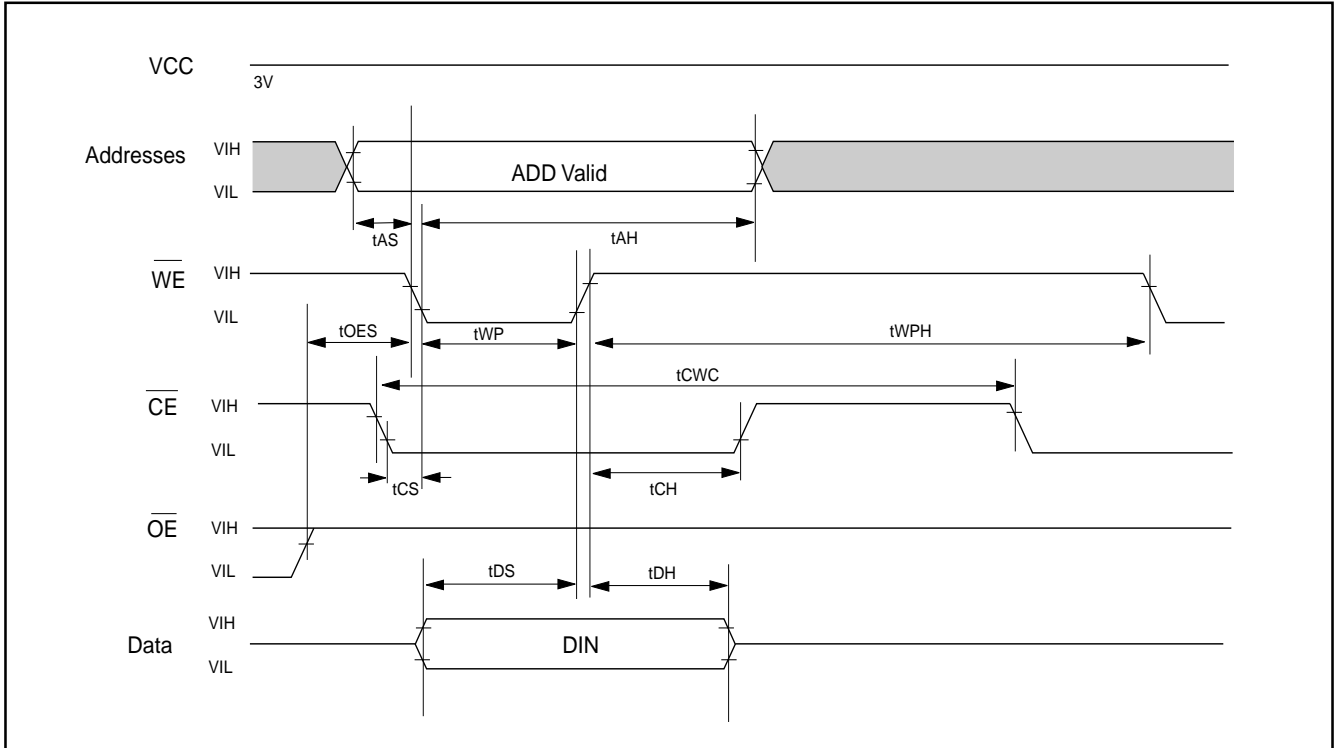 VCC
3V
Addresses
VIH
VIL
ADD Valid
tAS
tAH
WE
VIH
VIL
tOES
tWP
tWPH
tCWC
CE
VIH
VIL
tCS
tCH
OE
VIH
VIL
tDS
tDH
Data
VIH
VIL
DIN